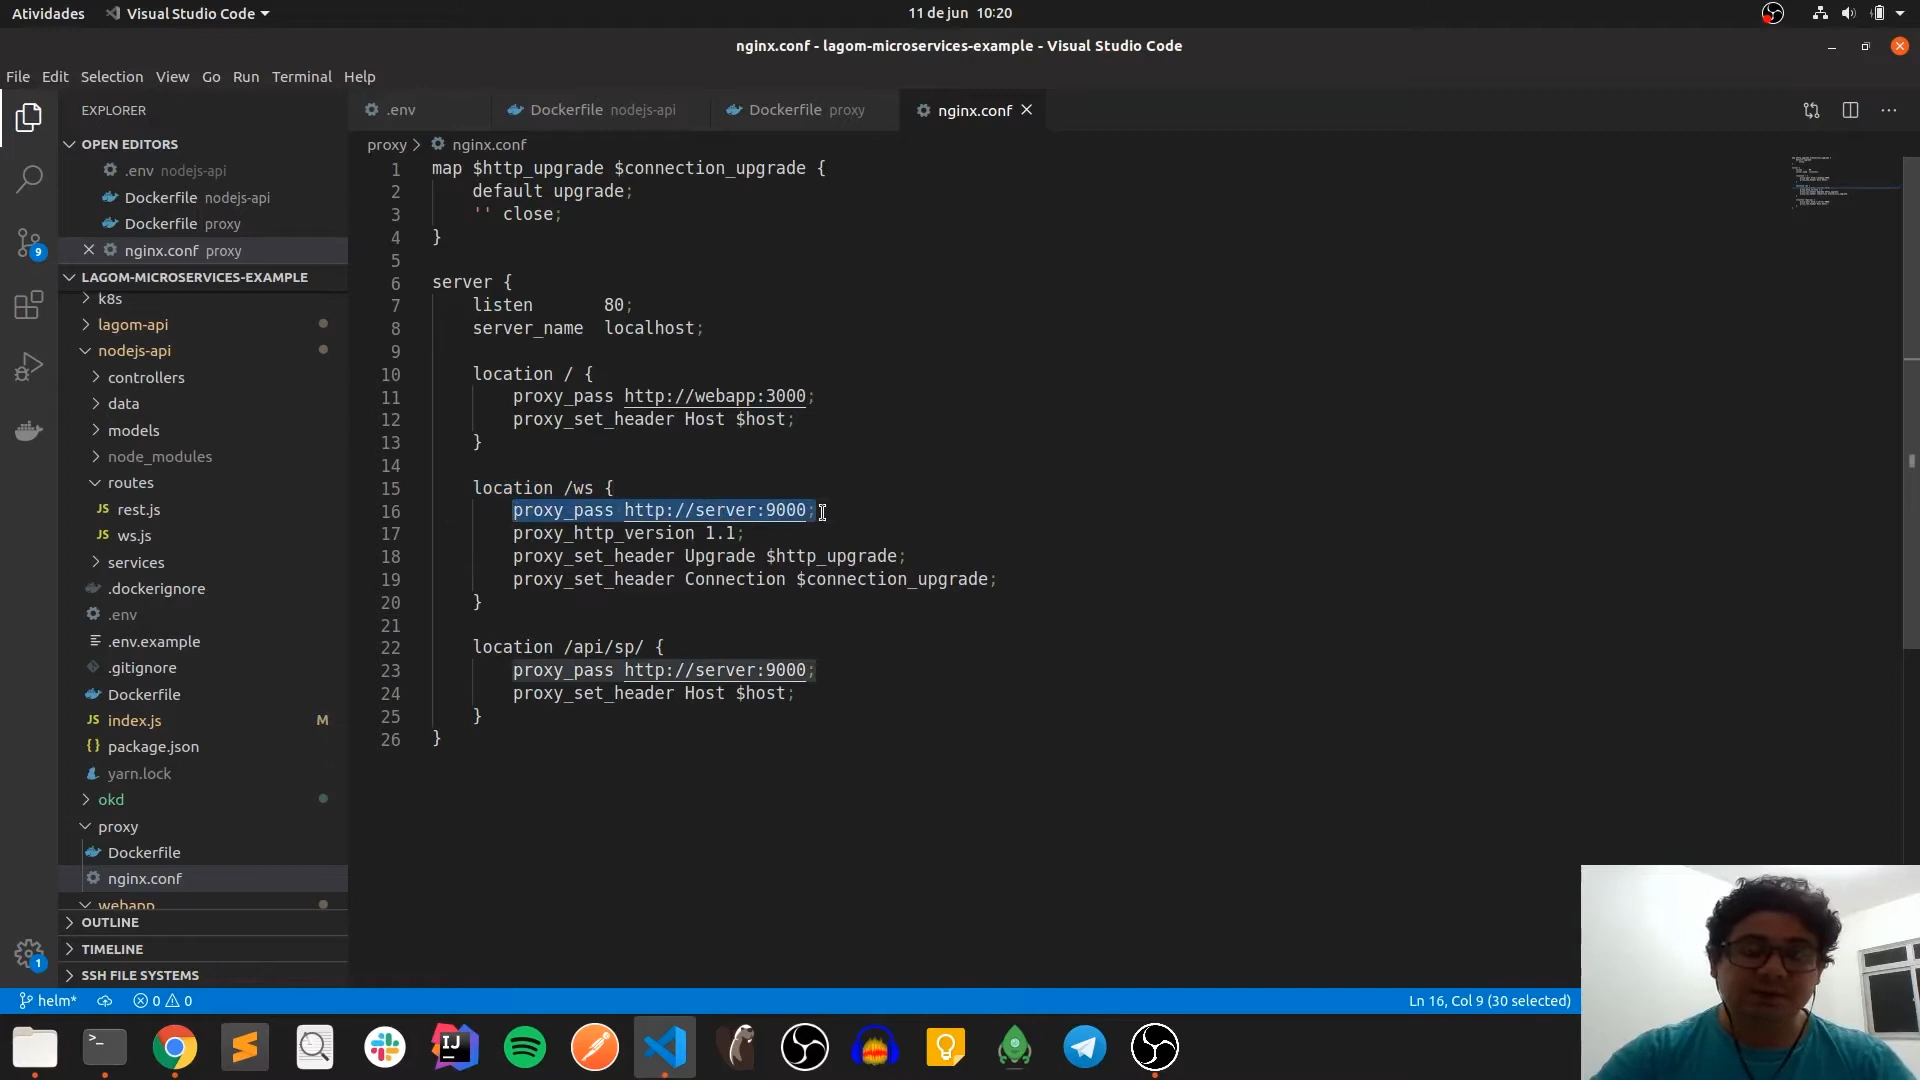 Atividades
Visual Studio Code
11 de jun 10:20
nginx.conf - lagom-microservices-example - Visual Studio Code
File Edit Selection View Go Run Terminal Help
EXPLORER
.env
Dockerfile nodejs-api
Dockerfile proxy
nginx.conf
OPEN EDITORS
.env nodejs-api
Dockerfile nodejs-api
Dockerfile proxy
nginx.conf proxy
LAGOM-MICROSERVICES-EXAMPLE
k8s
lagom-api
nodejs-api
controllers
data
models
node_modules
routes
JS rest.js
JS ws.js
services
.dockerignore
.env
.env.example
.gitignore
Dockerfile
JS index.js M
{} package.json
yarn.lock
okd
proxy
Dockerfile
nginx.conf
webapp
OUTLINE
TIMELINE
SSH FILE SYSTEMS
9
1
proxy > nginx.conf
1 map $http_upgrade $connection_upgrade {
2 default upgrade;
3 '' close;
4 }
5
6 server {
7 listen 80;
8 server_name localhost;
9
10 location / {
11 proxy_pass http://webapp:3000;
12 proxy_set_header Host $host;
13 }
14
15 location /ws {
16 proxy_pass http://server:9000;
17 proxy_http_version 1.1;
18 proxy_set_header Upgrade $http_upgrade;
19 proxy_set_header Connection $connection_upgrade;
20 }
21
22 location /api/sp/ {
23 proxy_pass http://server:9000;
24 proxy_set_header Host $host;
25 }
26 }
helm* 0 0
Ln 16, Col 9 (30 selected)
>_
IJ